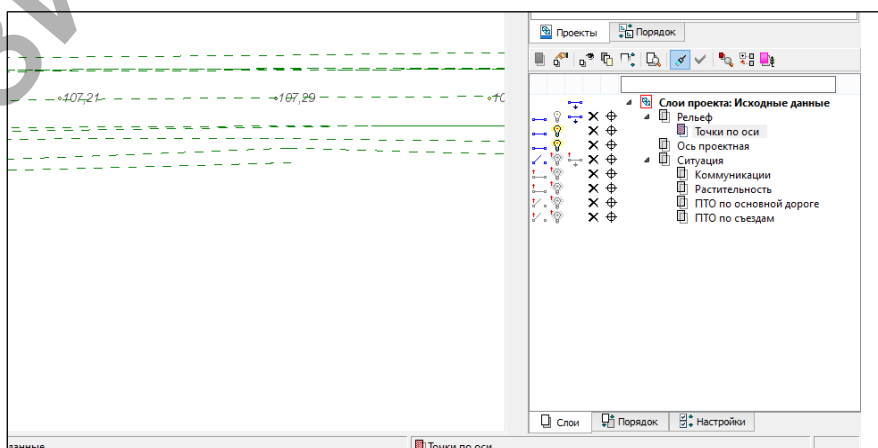 Проекты
Порядок
107,21
107,29
Слои проекта: Исходные данные
Рельеф
Точки по оси
Ось проектная
Ситуация
Коммуникации
Растительность
ПТО по основной дороге
ПТО по съездам
Слои
Порядок
Настройки
Точки по оси